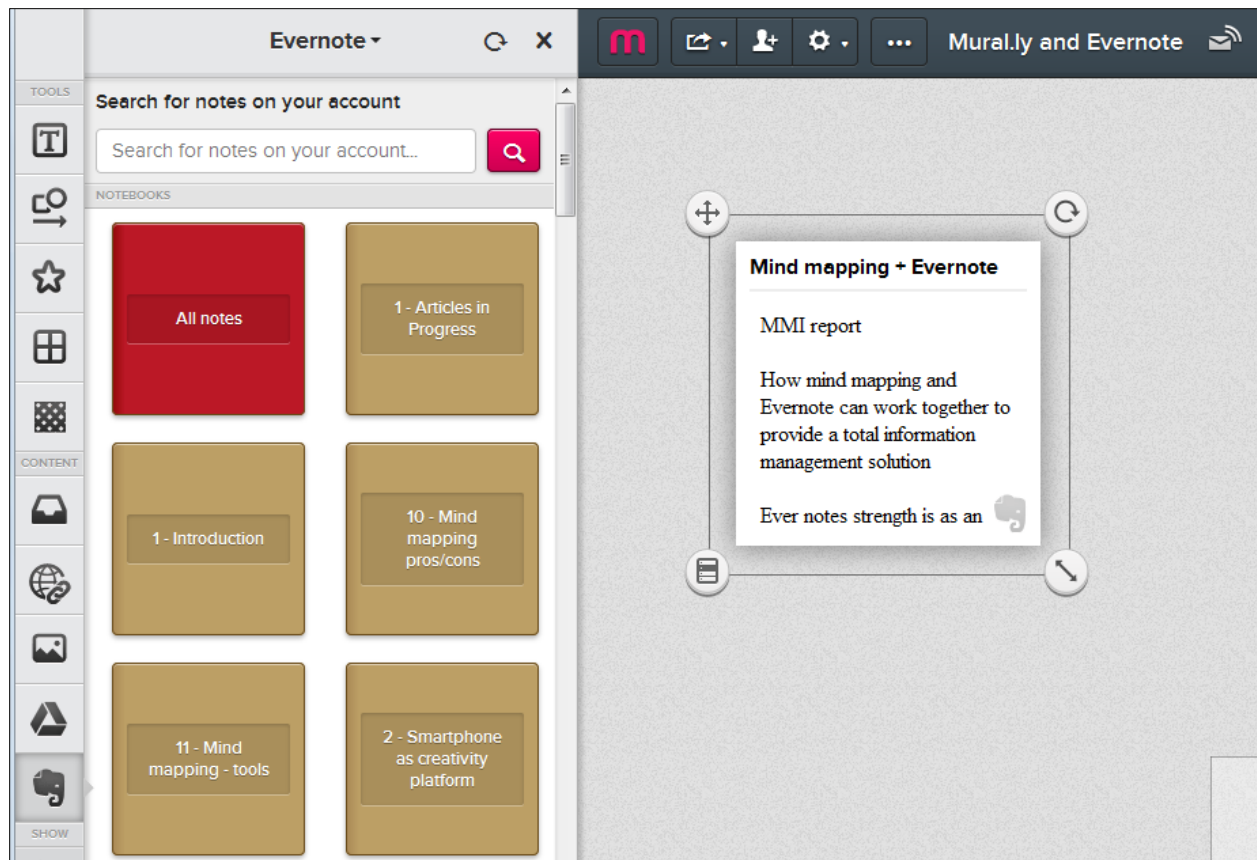 Evernote
Mural.ly and Evernote
TOOLS
Search for notes on your account
Search for notes on your account...
NOTEBOOKS
All notes
1 - Articles in
Progress
1 - Introduction
10 - Mind
mapping
pros/cons
11 - Mind
mapping - tools
2 - Smartphone
as creativity
platform
CONTENT
SHOW
Mind mapping + Evernote
MMI report
How mind mapping and
Evernote can work together to
provide a total information
management solution
Ever notes strength is as an